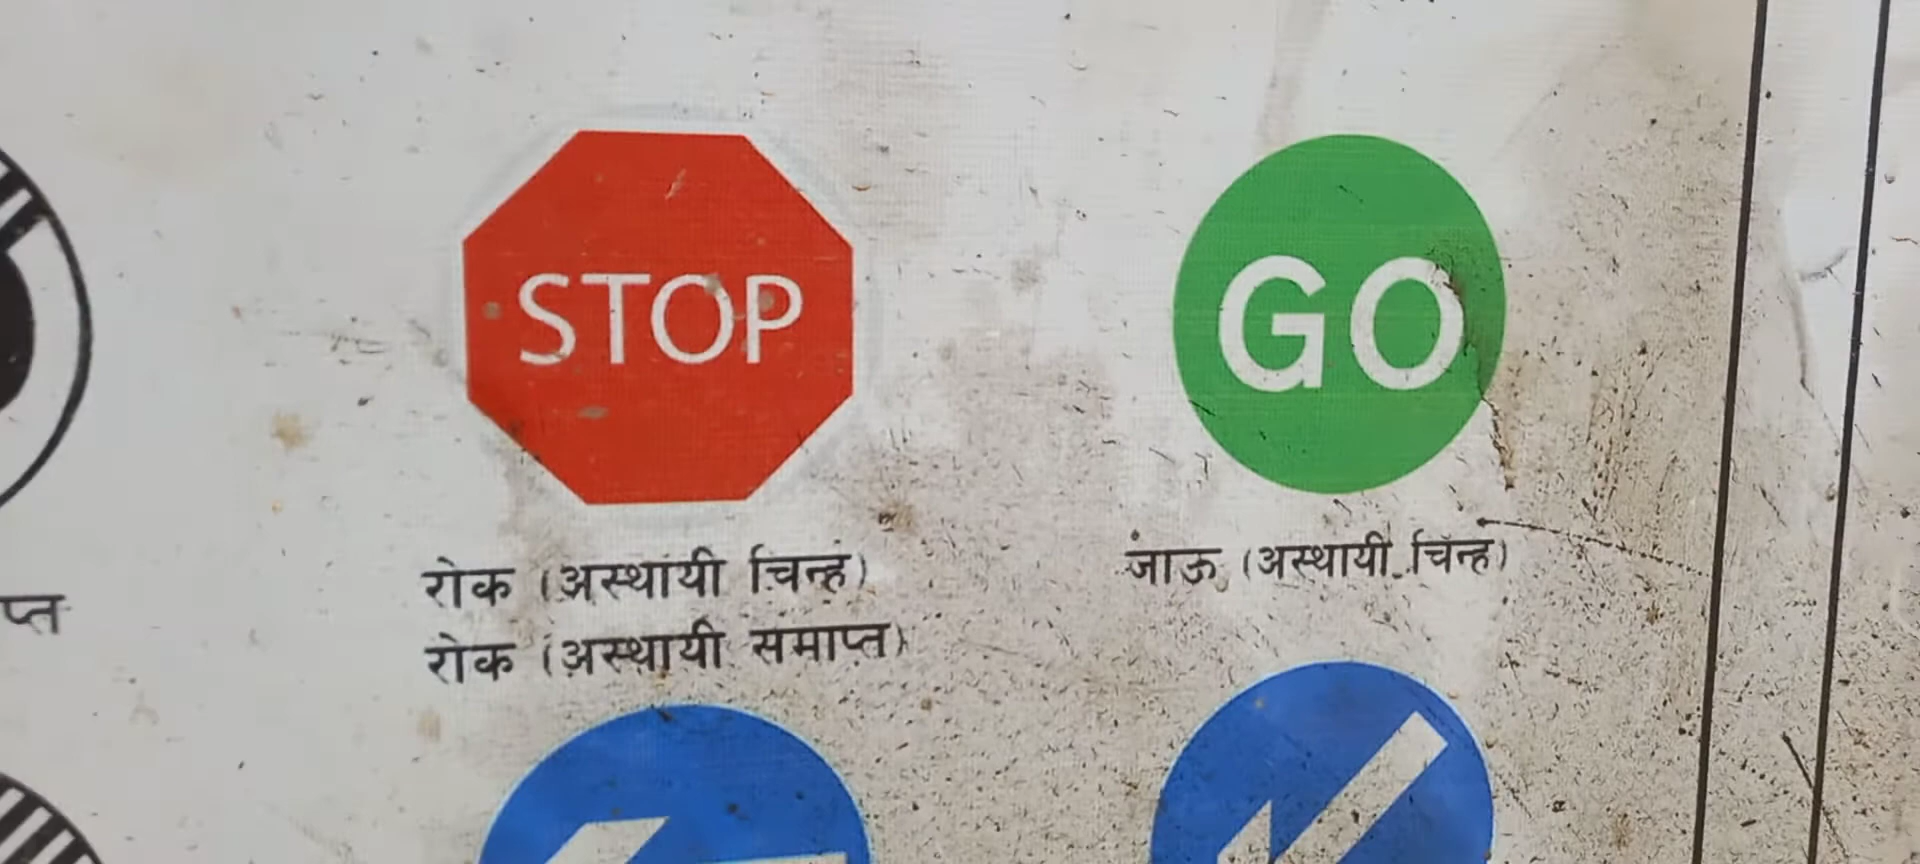 STOP
GO
रोक (अस्थायी चिन्ह)
रोक (अस्थायी समाप्त)
जाऊ (अस्थायी चिन्ह)